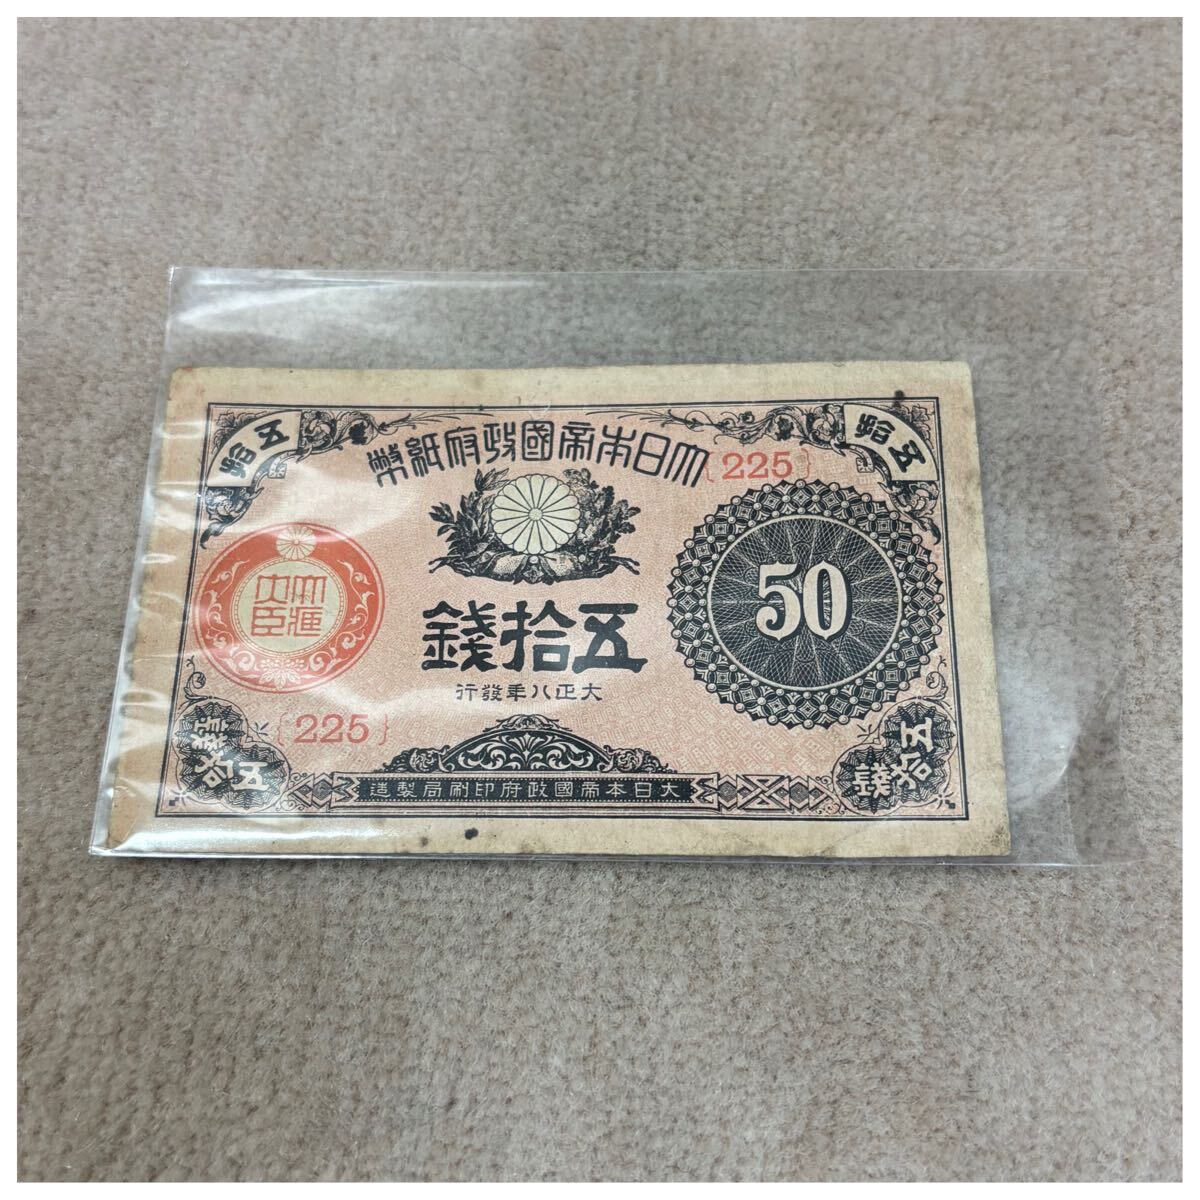 五拾
五拾
大日本帝國政府紙幣
{225}
大藏大臣
50
五拾錢
大正八年發行
{225}
五拾錢
五拾錢
大日本帝國政府印刷局製造